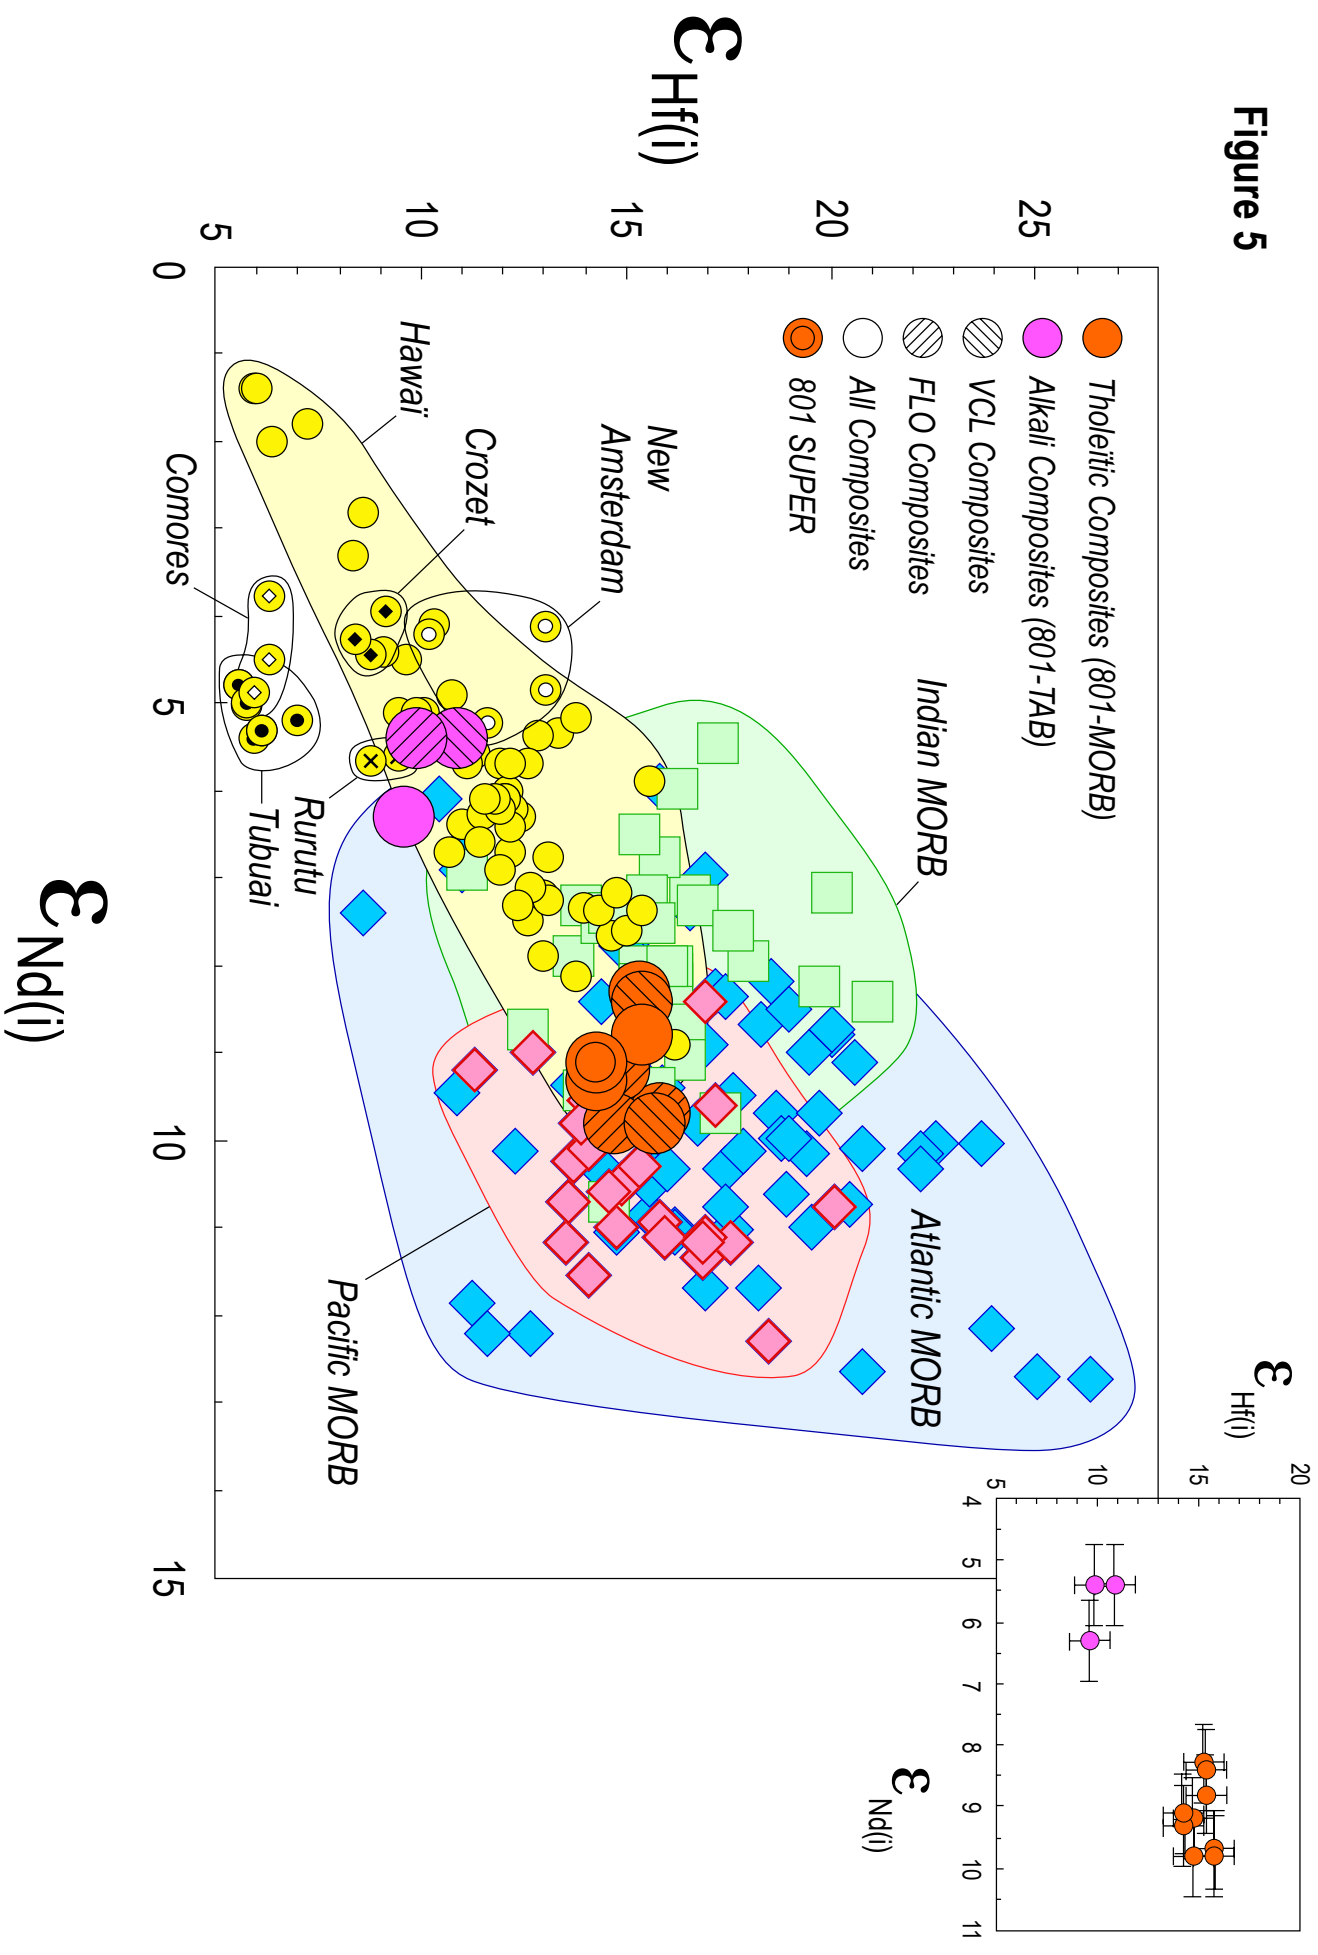 Figure 5
εHf(i)
25
20
15
10
5
0
5
10
15
εNd(i)
Tholeïtic Composites (801-MORB)
Alkali Composites (801-TAB)
VCL Composites
FLO Composites
All Composites
801 SUPER
New
Amsterdam
Crozet
Hawaï
Comores
Indian MORB
Rurutu
Tubuai
Atlantic MORB
Pacific MORB
εHf(i)
20
15
10
5
4
5
6
7
8
9
10
11
εNd(i)